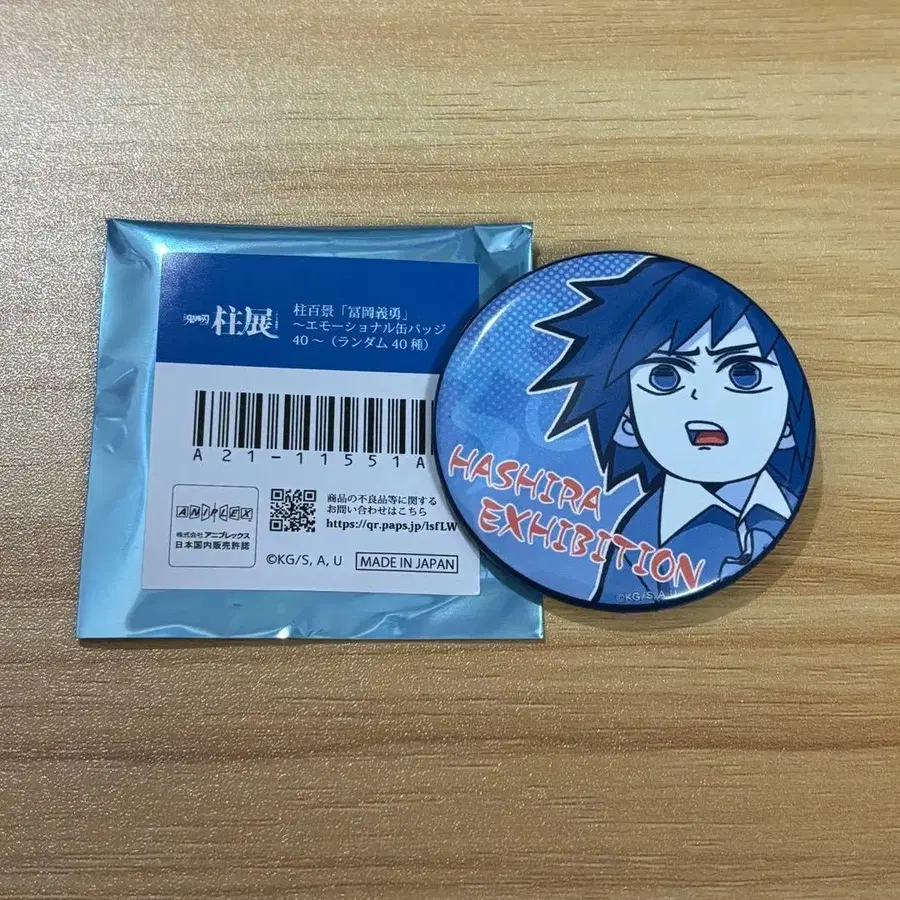 鬼滅の刃
柱展
柱百景「冨岡義勇」
～エモーショナル缶バッジ
40～（ランダム40種）
A21-11551A
ANIPLEX
株式会社アニプレックス
日本国内販売許諾
商品の不良品等に関する
お問い合わせはこちら
https://qr.paps.jp/lsfLW
©KG/S, A, U
MADE IN JAPAN
HASHIRA
EXHIBITION
©KG/S, A, U